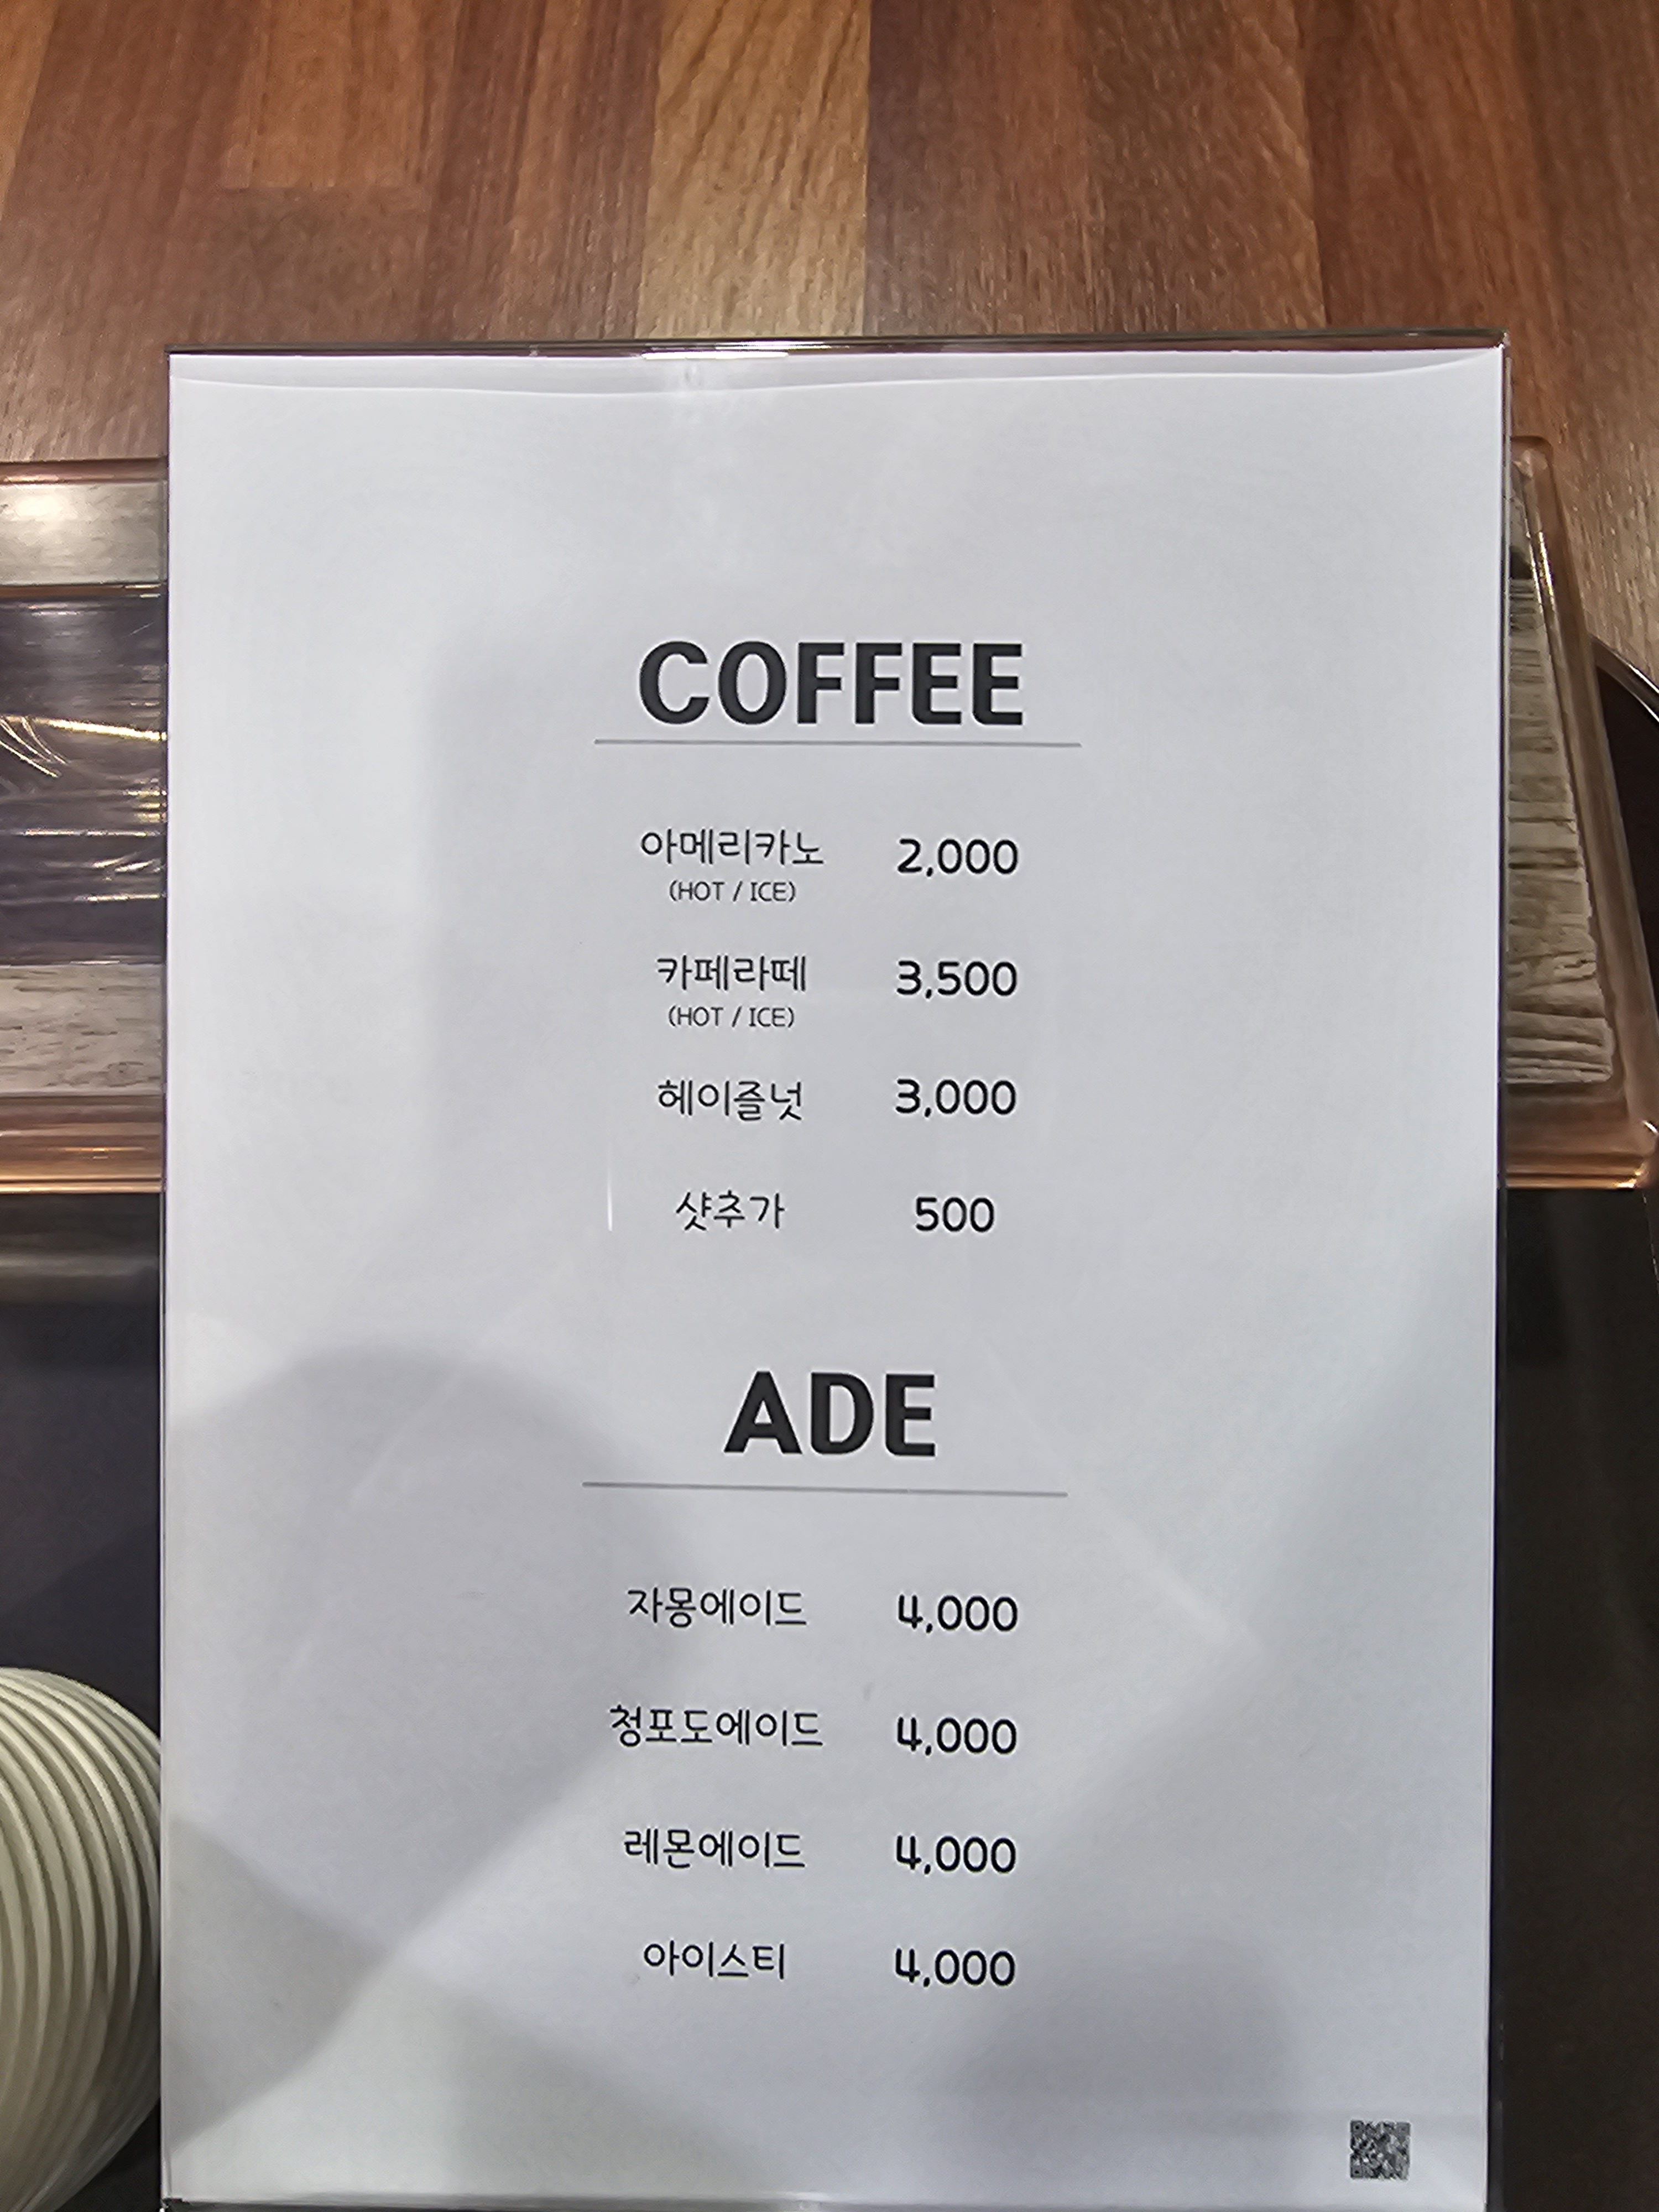 COFFEE
아메리카노 2,000
(HOT / ICE)
카페라떼 3,500
(HOT / ICE)
헤이즐넛 3,000
샷추가 500
ADE
자몽에이드 4,000
청포도에이드 4,000
레몬에이드 4,000
아이스티 4,000